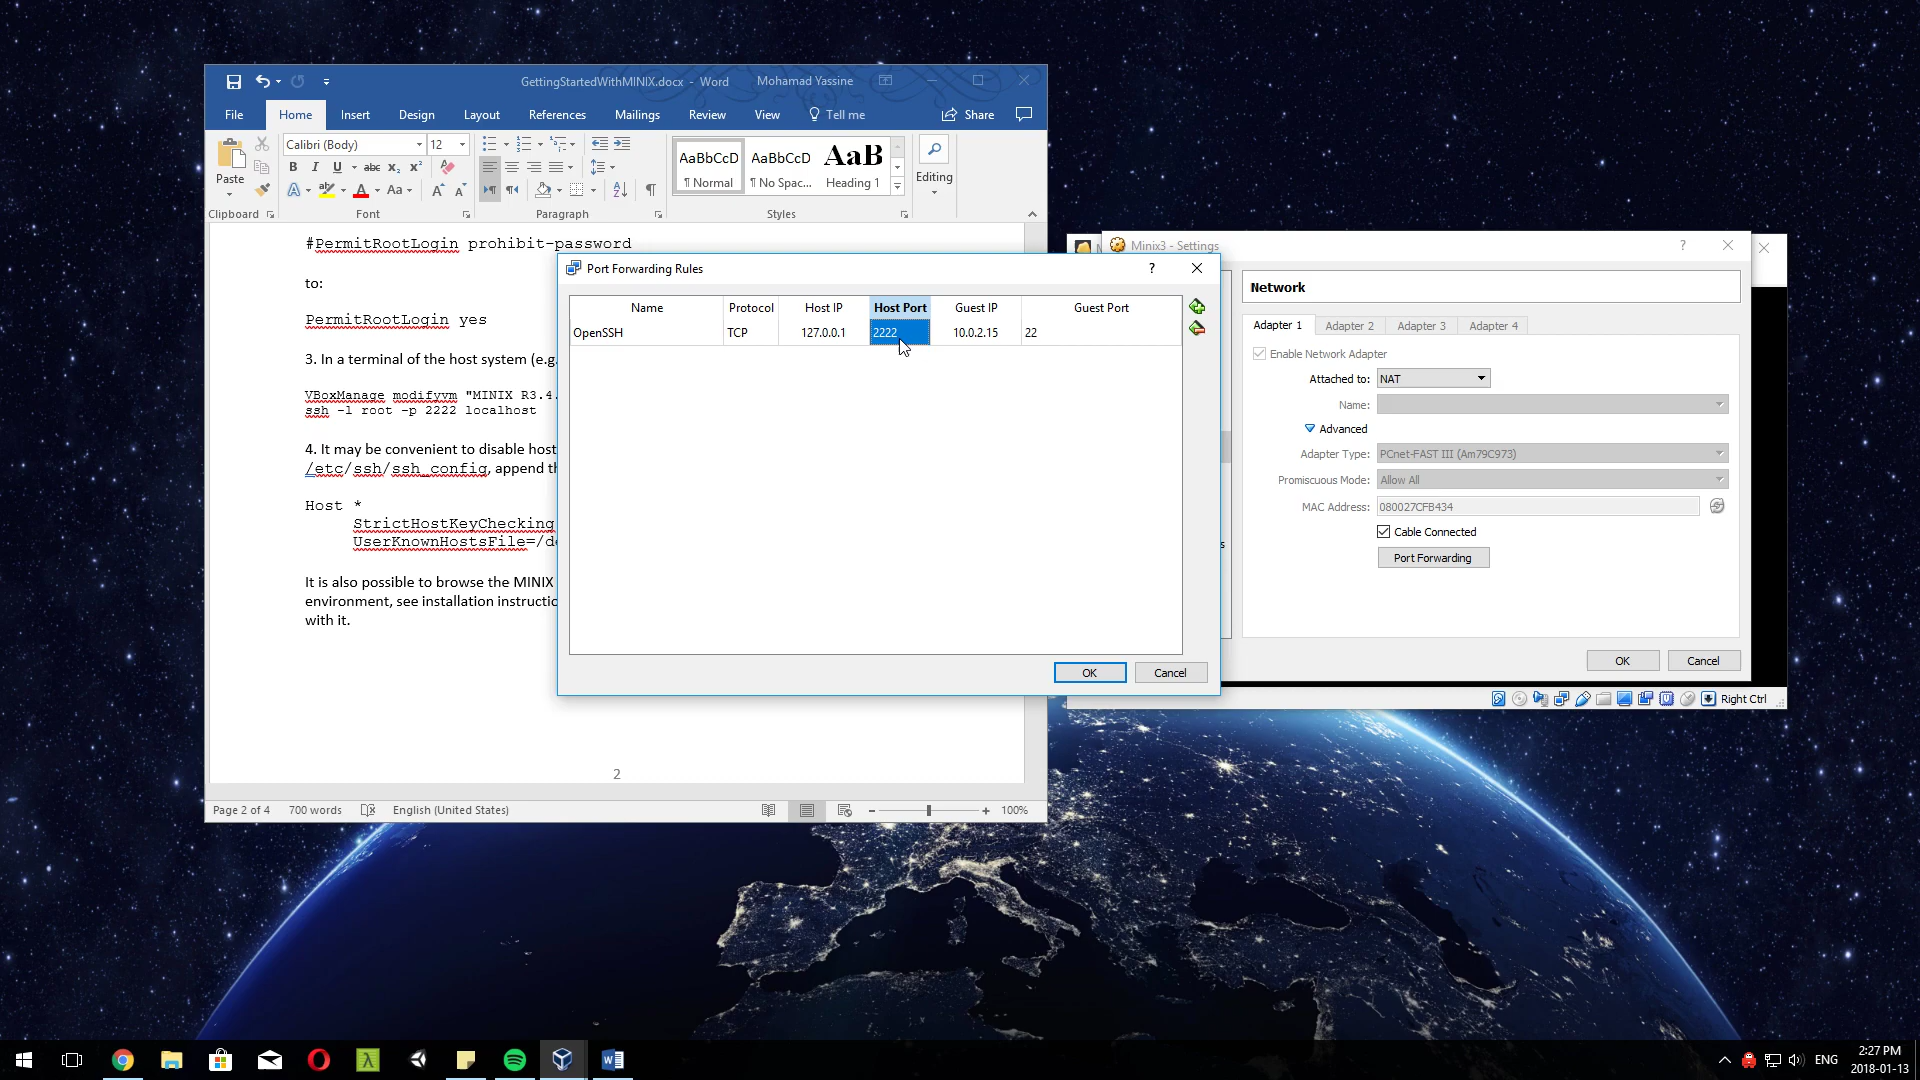 GettingStartedWithMINIX.docx - Word
Mohamad Yassine
File
Home
Insert
Design
Layout
References
Mailings
Review
View
Tell me
Share
Paste
Calibri (Body)
12
B I U abc x₂ x²
A A Aa A A
AaBbCcD
¶ Normal
AaBbCcD
¶ No Spac...
AaB
Heading 1
Editing
Clipboard
Font
Paragraph
Styles
#PermitRootLogin prohibit-password
to:
PermitRootLogin yes
3. In a terminal of the host system (e.g.
VBoxManage modifyvm "MINIX R3.4.
ssh -l root -p 2222 localhost
4. It may be convenient to disable host
/etc/ssh/ssh_config, append th
Host *
StrictHostKeyChecking
UserKnownHostsFile=/de
It is also possible to browse the MINIX
environment, see installation instructio
with it.
2
Page 2 of 4
700 words
English (United States)
100%
Port Forwarding Rules
?
Name
Protocol
Host IP
Host Port
Guest IP
Guest Port
OpenSSH
TCP
127.0.0.1
2222
10.0.2.15
22
OK
Cancel
Minix3 - Settings
?
Network
Adapter 1
Adapter 2
Adapter 3
Adapter 4
Enable Network Adapter
Attached to: NAT
Name:
Advanced
Adapter Type: PCnet-FAST III (Am79C973)
Promiscuous Mode: Allow All
MAC Address: 080027CFB434
Cable Connected
Port Forwarding
OK
Cancel
Right Ctrl
ENG
2:27 PM
2018-01-13